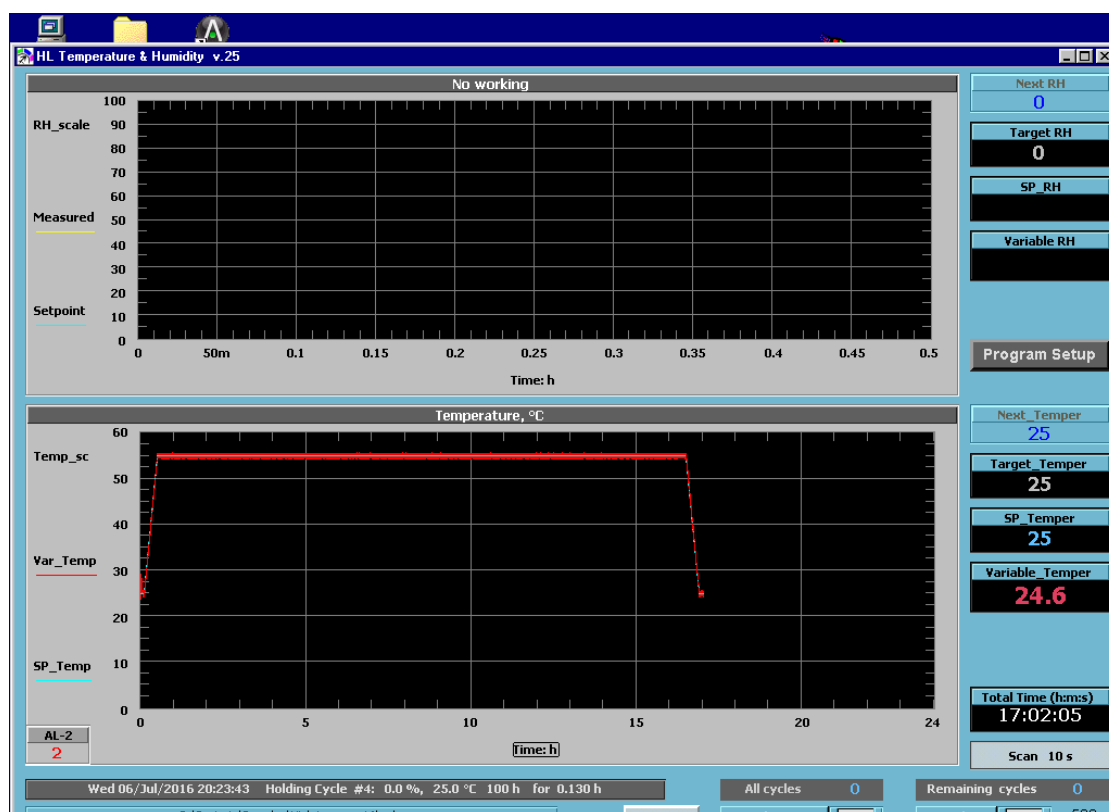 HL Temperature & Humidity v.25
No working
RH_scale
Measured
Setpoint
100
90
80
70
60
50
40
30
20
10
0
0 50m 0.1 0.15 0.2 0.25 0.3 0.35 0.4 0.45 0.5
Time: h
Next RH
0
Target RH
0
SP_RH
Variable RH
Program Setup
Temperature, °C
Temp_sc
Var_Temp
SP_Temp
60
50
40
30
20
10
0
0 5 10 15 20 24
Time: h
AL-2
2
Next_Temper
25
Target_Temper
25
SP_Temper
25
Variable_Temper
24.6
Total Time (h:m:s)
17:02:05
Scan 10 s
Wed 06/Jul/2016 20:23:43 Holding Cycle #4: 0.0 %, 25.0 °C 100 h for 0.130 h
All cycles 0
Remaining cycles 0